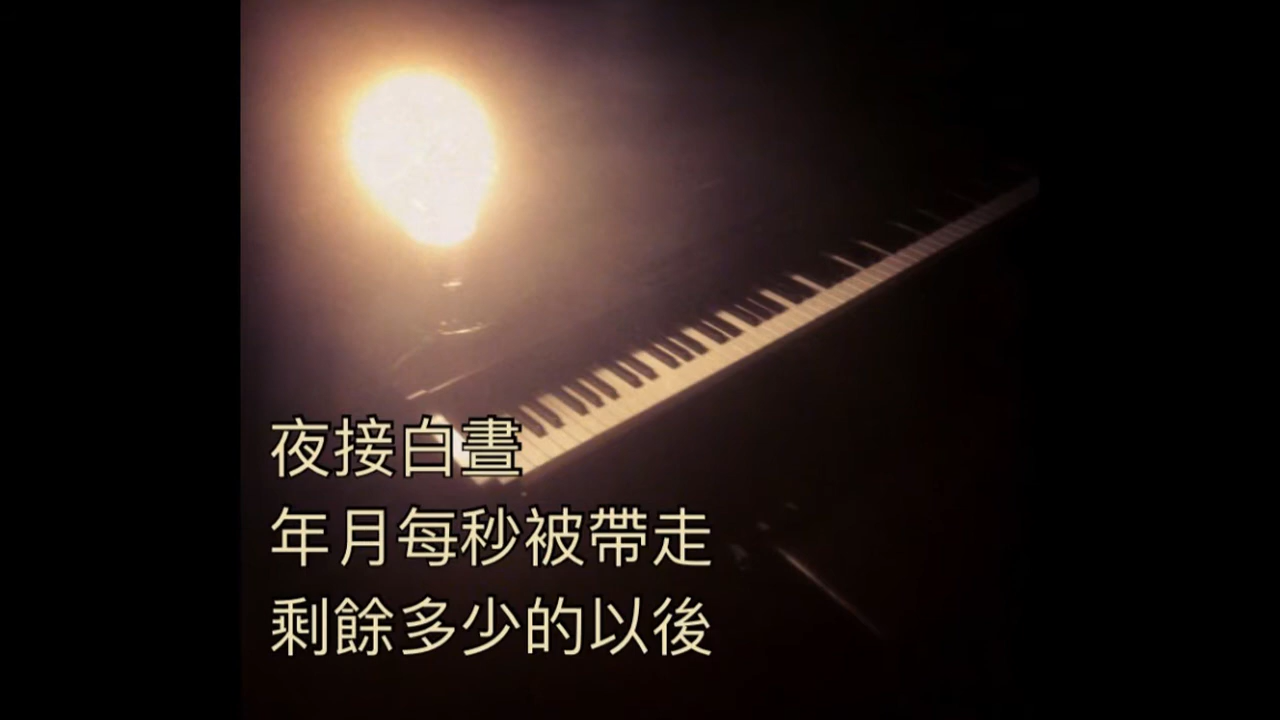 夜接白晝
年月每秒被帶走
剩餘多少的以後